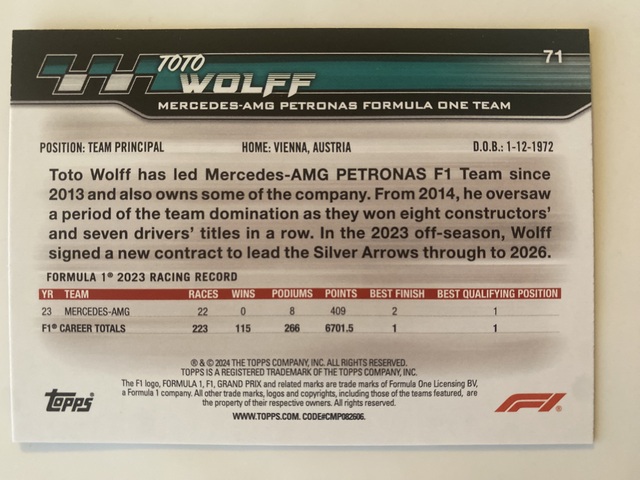 71
TOTO
WOLFF
MERCEDES-AMG PETRONAS FORMULA ONE TEAM
POSITION: TEAM PRINCIPAL HOME: VIENNA, AUSTRIA D.O.B.: 1-12-1972
Toto Wolff has led Mercedes-AMG PETRONAS F1 Team since
2013 and also owns some of the company. From 2014, he oversaw
a period of the team domination as they won eight constructors'
and seven drivers' titles in a row. In the 2023 off-season, Wolff
signed a new contract to lead the Silver Arrows through to 2026.
FORMULA 1® 2023 RACING RECORD
YR TEAM RACES WINS PODIUMS POINTS BEST FINISH BEST QUALIFYING POSITION
23 MERCEDES-AMG 22 0 8 409 2 1
F1® CAREER TOTALS 223 115 266 6701.5 1 1
® & © 2024 THE TOPPS COMPANY, INC. ALL RIGHTS RESERVED.
TOPPS IS A REGISTERED TRADEMARK OF THE TOPPS COMPANY, INC.
The F1 logo, FORMULA 1, F1, GRAND PRIX and related marks are trade marks of Formula One Licensing BV,
a Formula 1 company. All other trade marks, logos and copyrights, including those of the teams featured, are
the property of their respective owners. All rights reserved.
WWW.TOPPS.COM. CODE#CMP082506.
Topps®
F1®